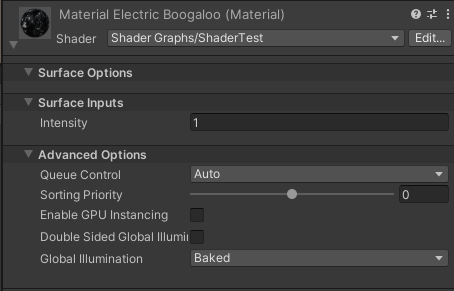 Material Electric Boogaloo (Material)
Shader Shader Graphs/ShaderTest Edit...
Surface Options
Surface Inputs
Intensity 1
Advanced Options
Queue Control Auto
Sorting Priority 0
Enable GPU Instancing
Double Sided Global Illumi
Global Illumination Baked